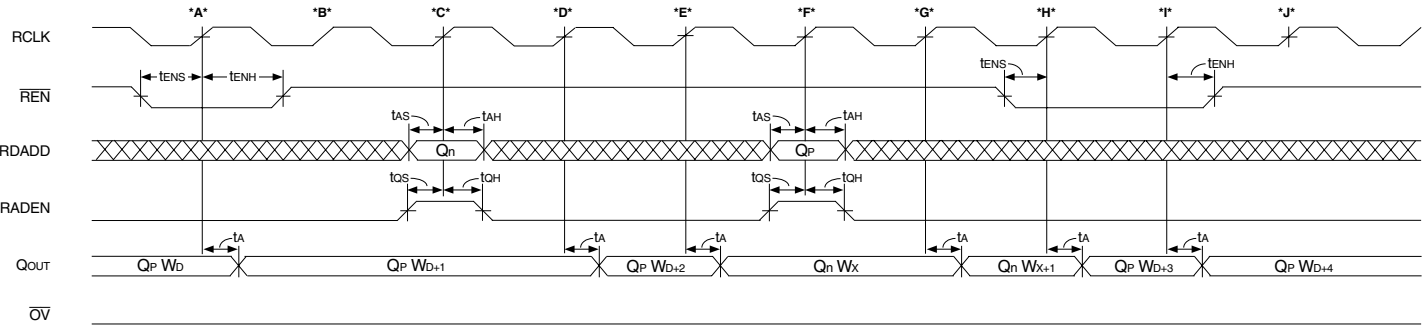 *A* *B* *C* *D* *E* *F* *G* *H* *I* *J*
RCLK
tENS tENH tENS tENH
REN
tAS tAH tAS tAH
RDADD Qn QP
tQS tQH tQS tQH
RADEN
tA tA tA tA tA tA
QOUT QP WD QP WD+1 QP WD+2 Qn WX Qn WX+1 QP WD+3 QP WD+4
OV